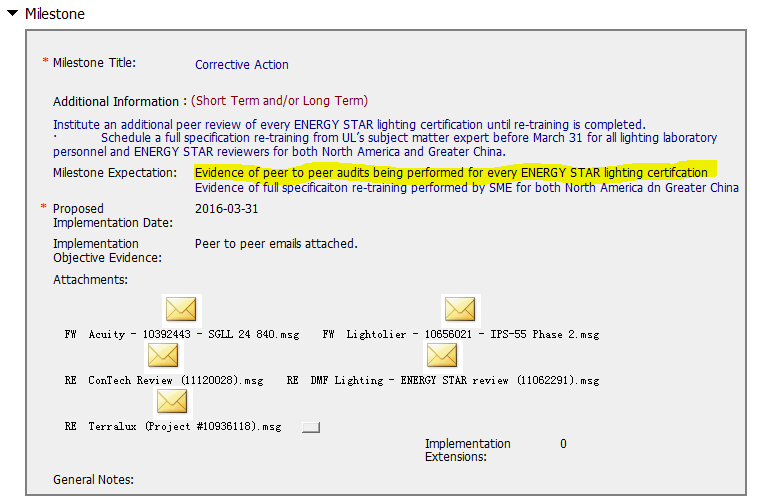 Milestone
* Milestone Title: Corrective Action
Additional Information : (Short Term and/or Long Term)
Institute an additional peer review of every ENERGY STAR lighting certification until re-training is completed.
· Schedule a full specification re-training from UL's subject matter expert before March 31 for all lighting laboratory
personnel and ENERGY STAR reviewers for both North America and Greater China.
Milestone Expectation: Evidence of peer to peer audits being performed for every ENERGY STAR lighting certifcation
Evidence of full specificaiton re-training performed by SME for both North America dn Greater China
* Proposed 2016-03-31
Implementation Date:
Implementation Peer to peer emails attached.
Objective Evidence:
Attachments:
FW Acuity - 10392443 - SGLL 24 840.msg FW Lightolier - 10656021 - IPS-55 Phase 2.msg
RE ConTech Review (11120028).msg RE DMF Lighting - ENERGY STAR review (11062291).msg
RE Terralux (Project #10936118).msg
Implementation 0
Extensions:
General Notes: